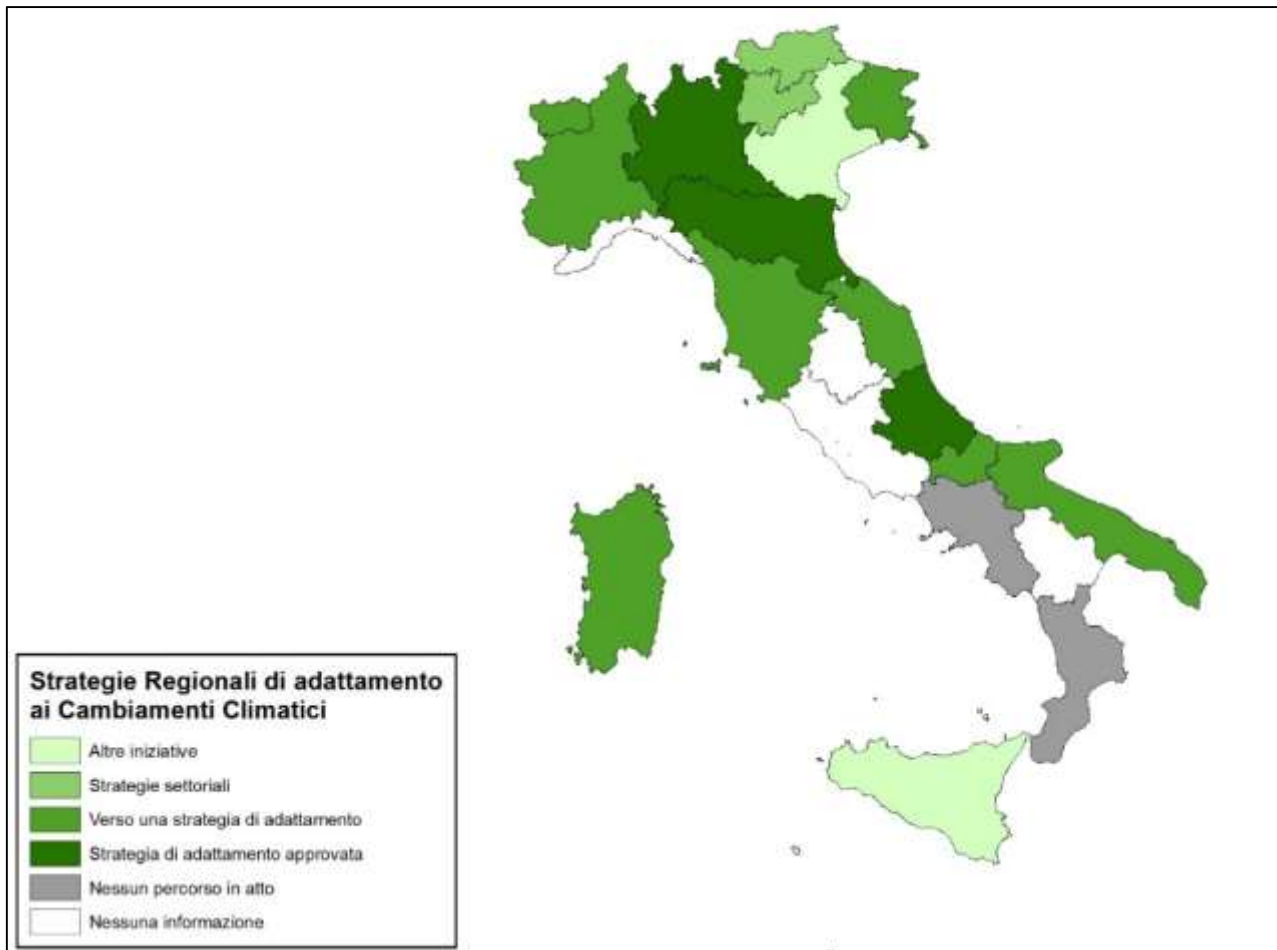 Strategie Regionali di adattamento
ai Cambiamenti Climatici
Altre iniziative
Strategie settoriali
Verso una strategia di adattamento
Strategia di adattamento approvata
Nessun percorso in atto
Nessuna informazione